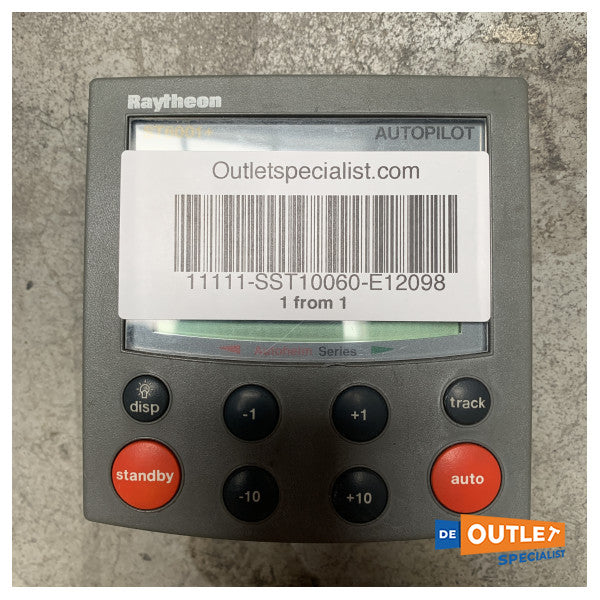 Raytheon
AUTOPILOT
Outletspecialist.com
11111-SST10060-E12098
1 from 1
Autohelm Series
disp
-1
+1
track
standby
-10
+10
auto
DE OUTLET
SPECIALIST